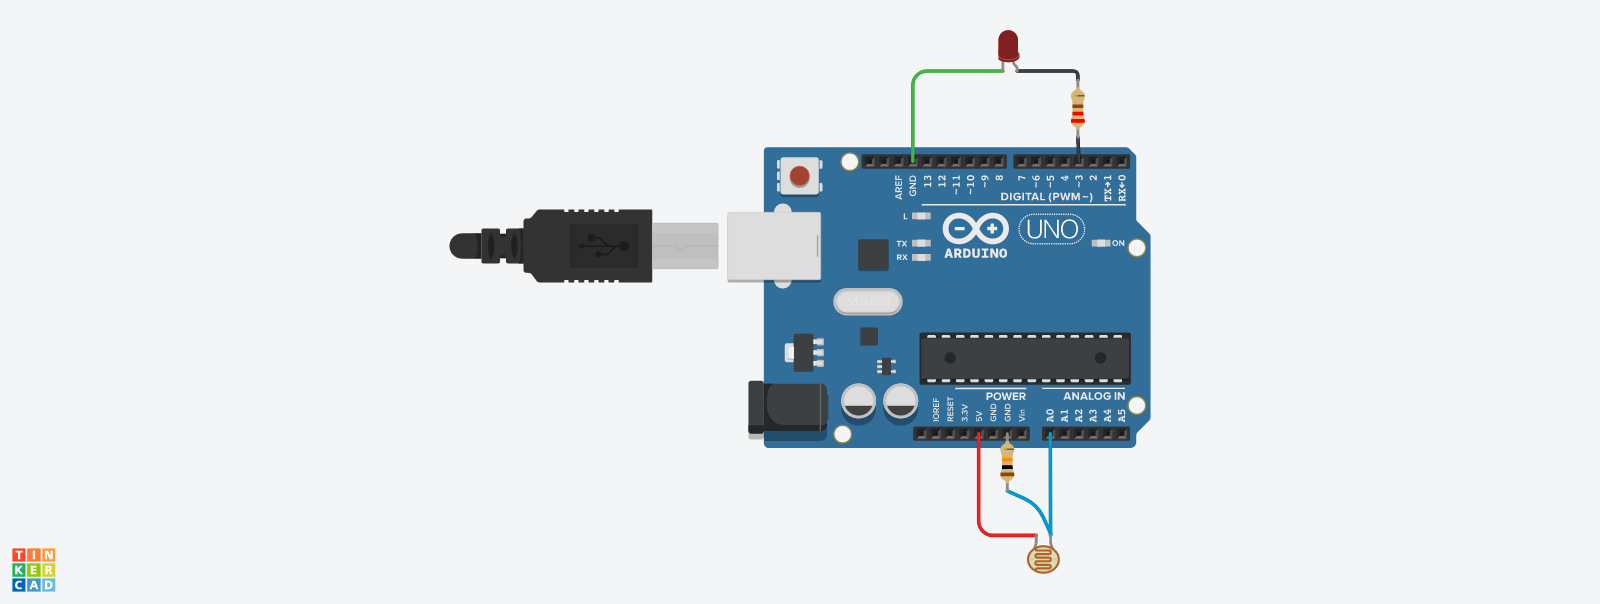 AREF
GND
13
12
~11
~10
~9
8
7
~6
~5
4
~3
2
TX→1
RX←0
DIGITAL (PWM~)
L
TX
RX
UNO
ON
ARDUINO
POWER
ANALOG IN
IOREF
RESET
3.3V
5V
GND
GND
Vin
A0
A1
A2
A3
A4
A5
TIN
KER
CAD